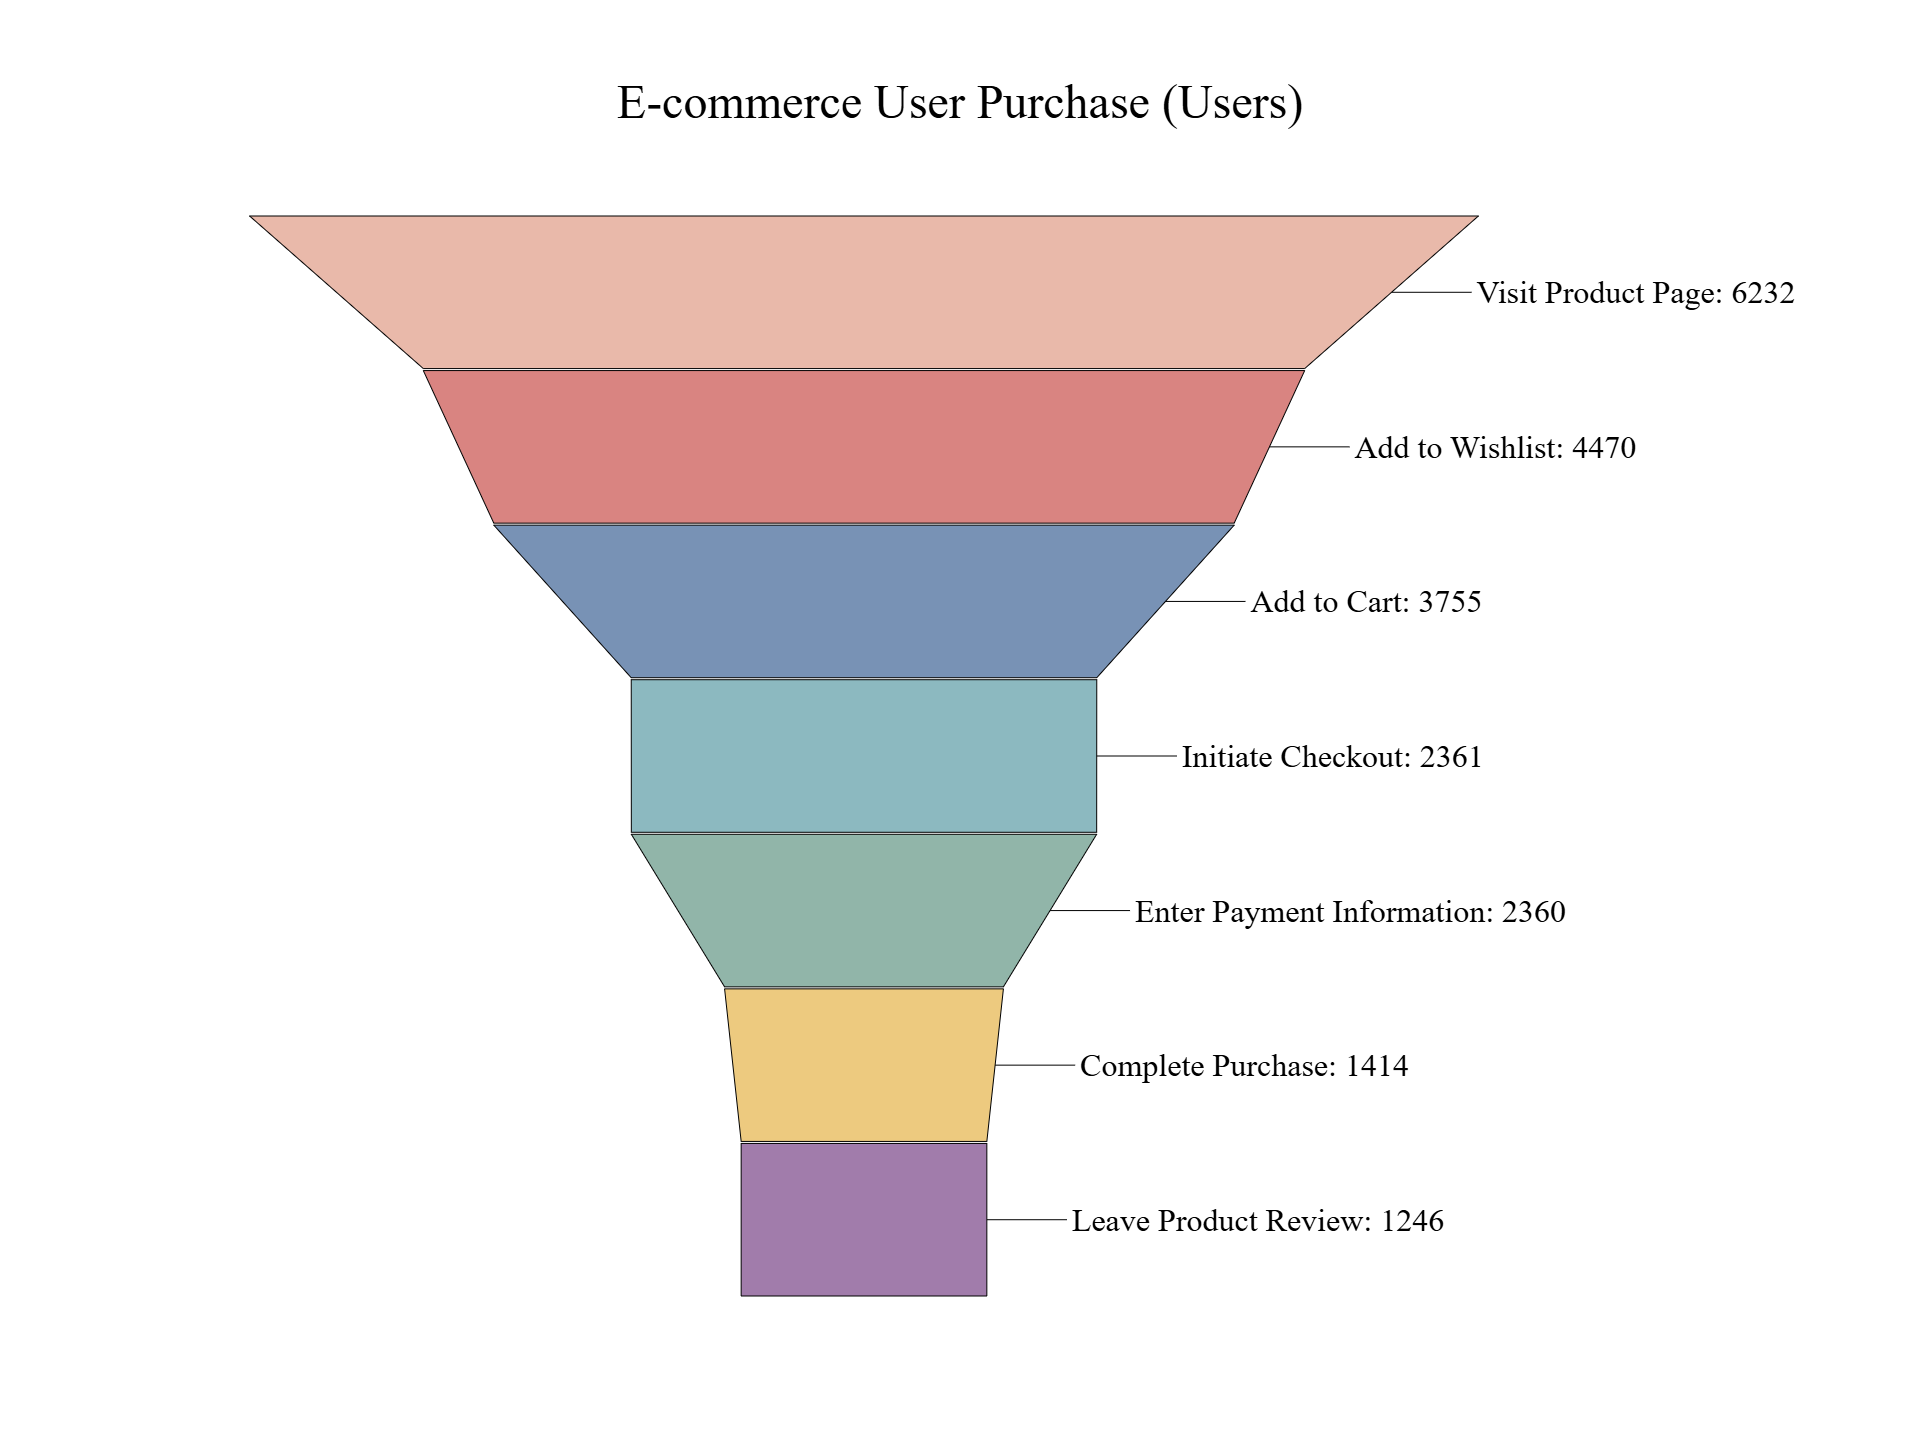 E-commerce User Purchase (Users)
Visit Product Page: 6232
Add to Wishlist: 4470
Add to Cart: 3755
Initiate Checkout: 2361
Enter Payment Information: 2360
Complete Purchase: 1414
Leave Product Review: 1246